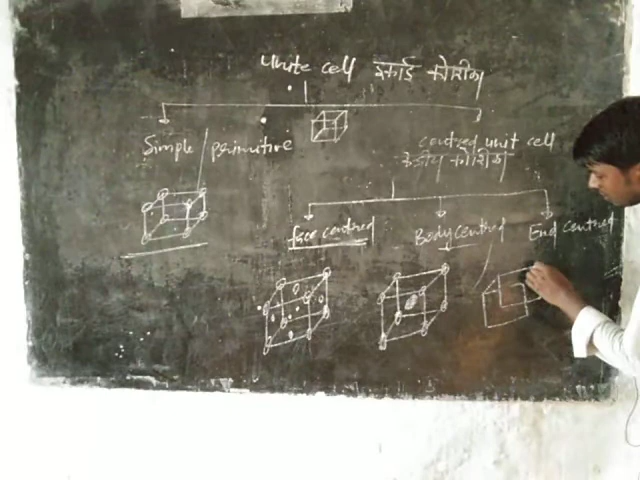 Unite cell इकाई कोशिका
Simple / primitive
centred unit cell
केंद्रीय कोशिका
face centred
Body centred
End centred